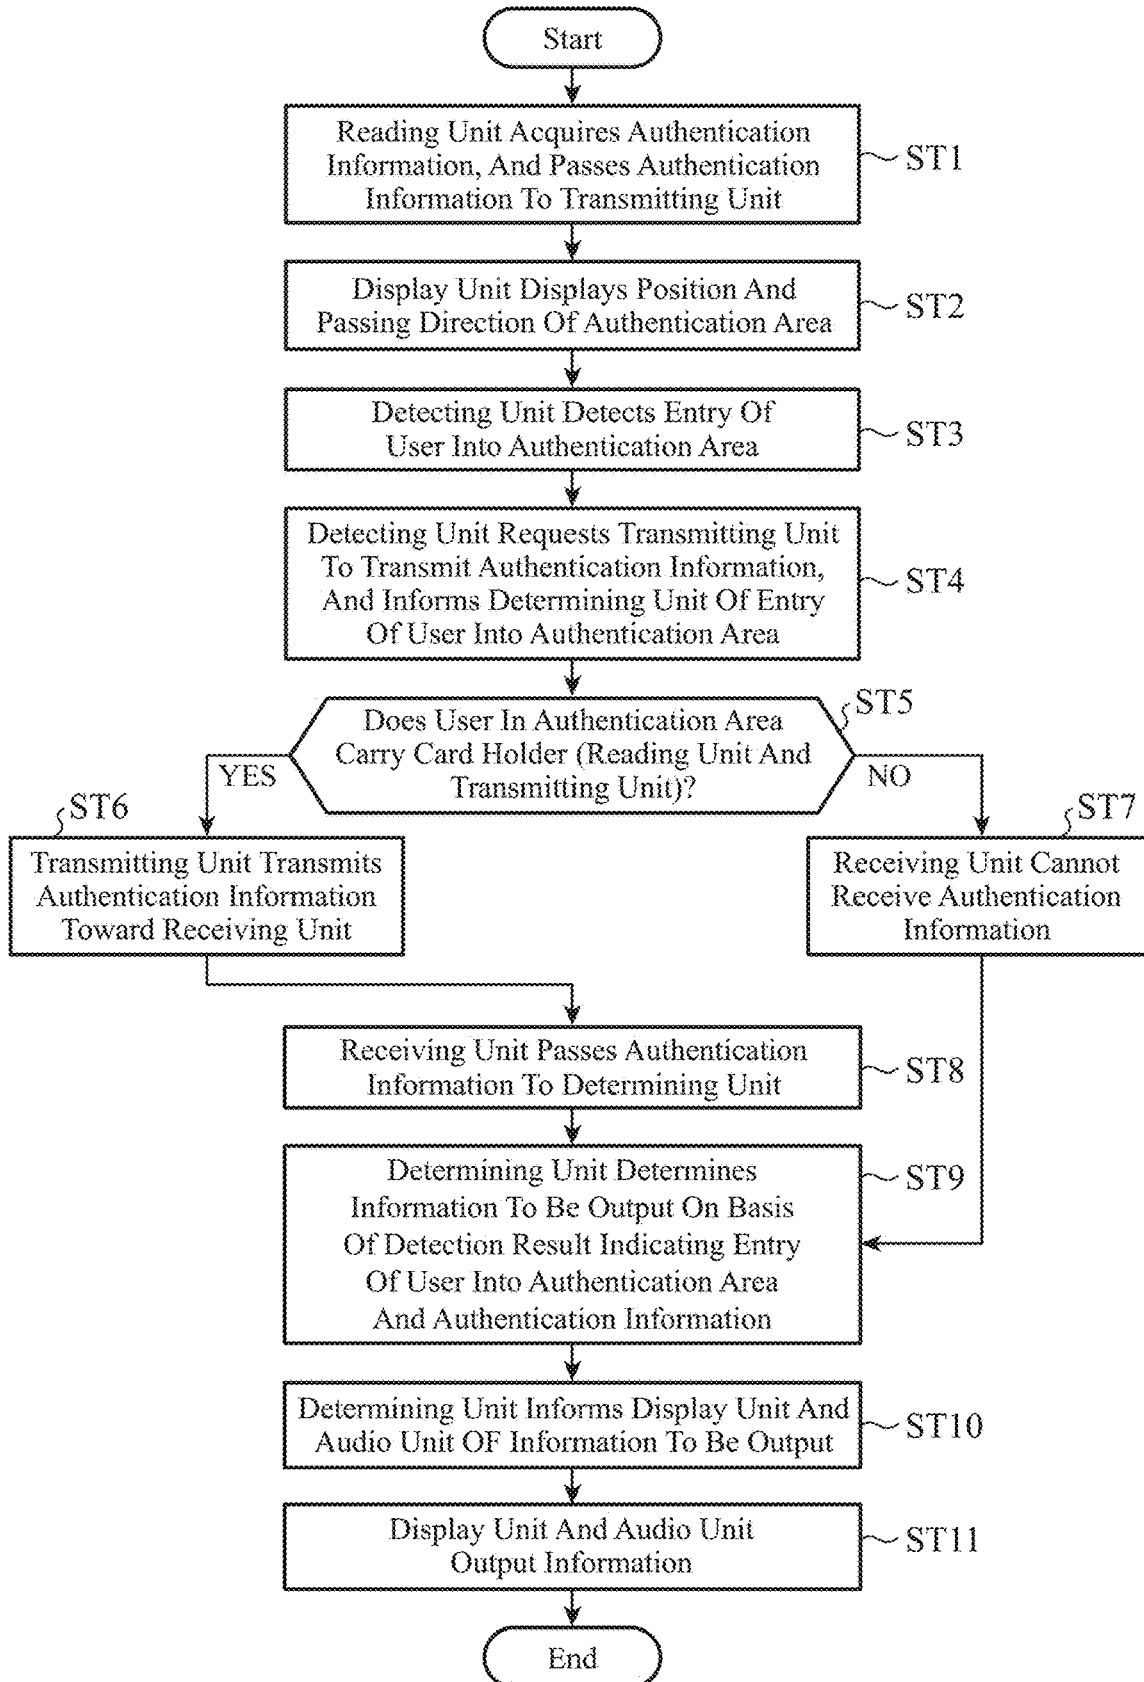 Start
Reading Unit Acquires Authentication
Information, And Passes Authentication
Information To Transmitting Unit
ST1
Display Unit Displays Position And
Passing Direction Of Authentication Area
ST2
Detecting Unit Detects Entry Of
User Into Authentication Area
ST3
Detecting Unit Requests Transmitting Unit
To Transmit Authentication Information,
And Informs Determining Unit Of Entry
Of User Into Authentication Area
ST4
Does User In Authentication Area
Carry Card Holder (Reading Unit And
Transmitting Unit)?
ST5
YES
NO
ST6
Transmitting Unit Transmits
Authentication Information
Toward Receiving Unit
ST7
Receiving Unit Cannot
Receive Authentication
Information
Receiving Unit Passes Authentication
Information To Determining Unit
ST8
Determining Unit Determines
Information To Be Output On Basis
Of Detection Result Indicating Entry
Of User Into Authentication Area
And Authentication Information
ST9
Determining Unit Informs Display Unit And
Audio Unit OF Information To Be Output
ST10
Display Unit And Audio Unit
Output Information
ST11
End